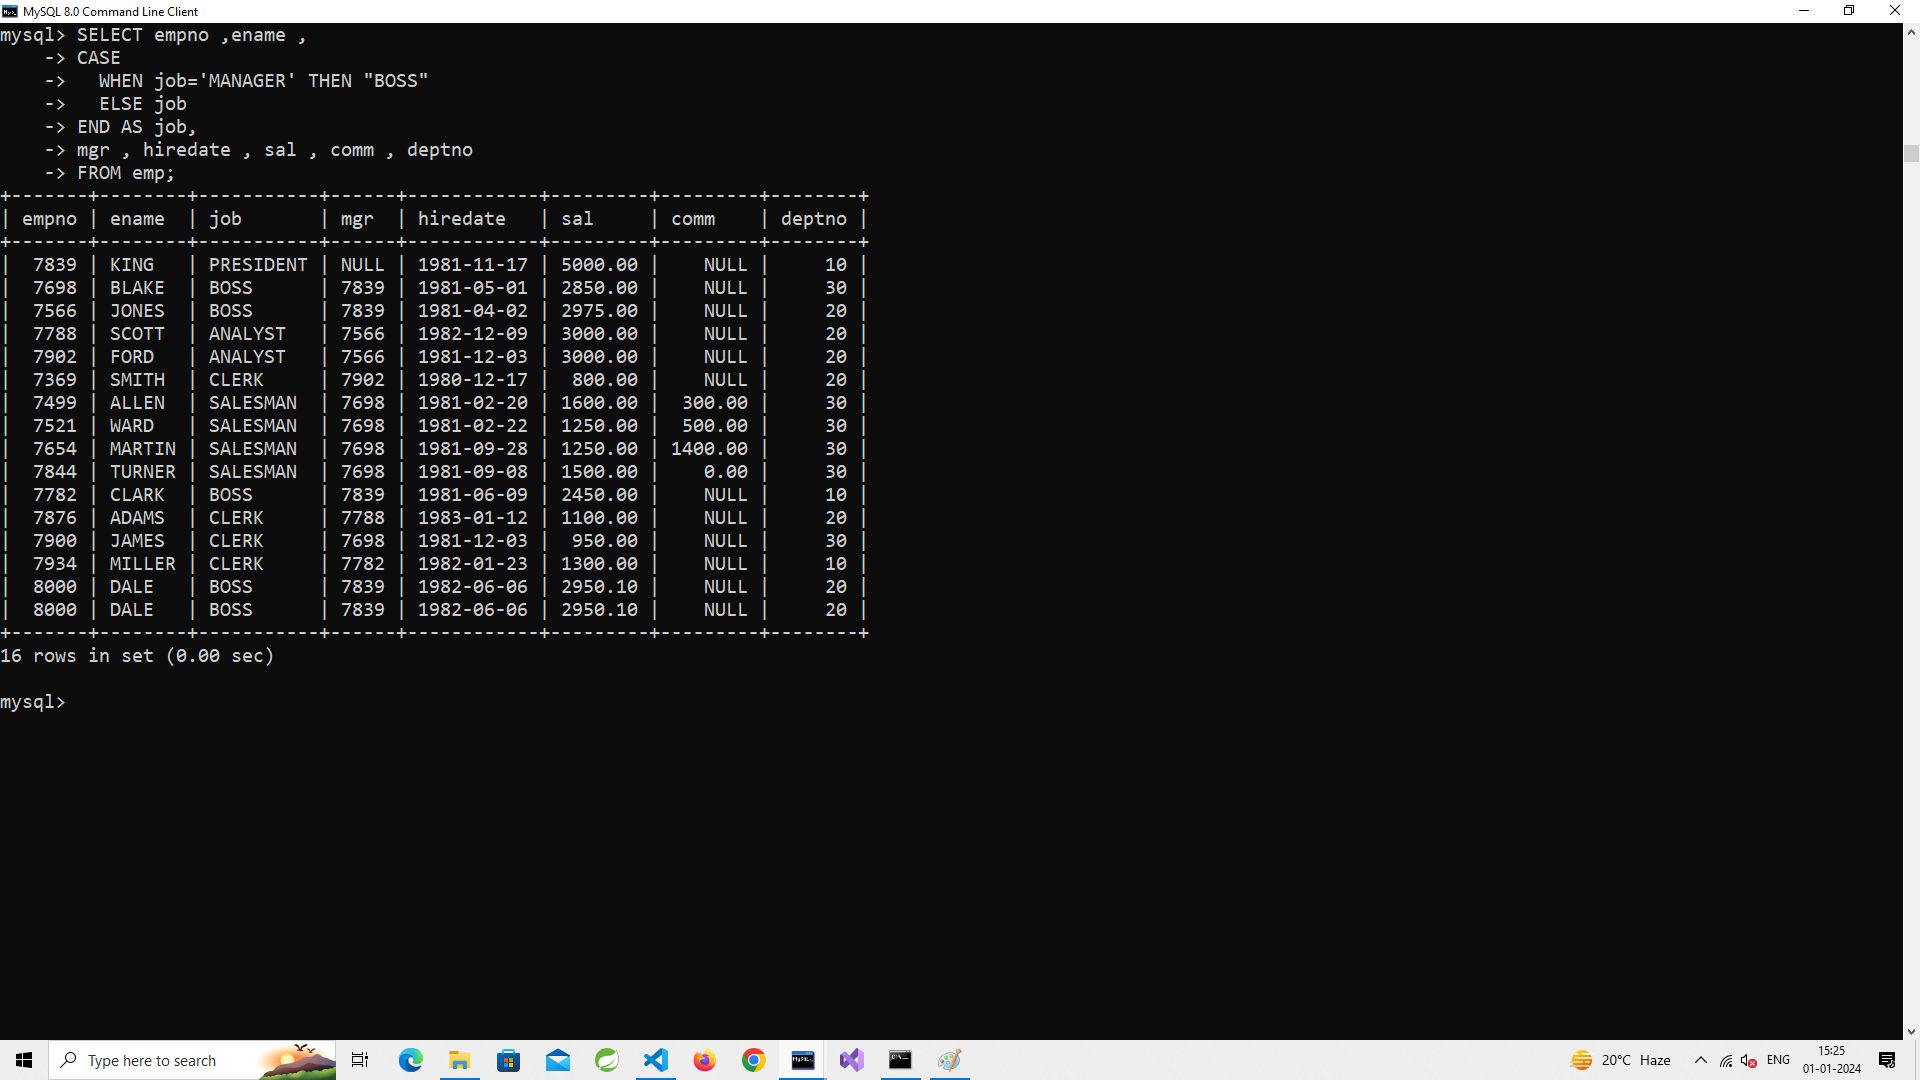 MySQL 8.0 Command Line Client
mysql> SELECT empno ,ename ,
    -> CASE
    ->   WHEN job='MANAGER' THEN "BOSS"
    ->   ELSE job
    -> END AS job,
    -> mgr , hiredate , sal , comm , deptno
    -> FROM emp;
+-------+--------+-----------+------+------------+---------+---------+--------+
| empno | ename  | job       | mgr  | hiredate   | sal     | comm    | deptno |
+-------+--------+-----------+------+------------+---------+---------+--------+
|  7839 | KING   | PRESIDENT | NULL | 1981-11-17 | 5000.00 |    NULL |     10 |
|  7698 | BLAKE  | BOSS      | 7839 | 1981-05-01 | 2850.00 |    NULL |     30 |
|  7566 | JONES  | BOSS      | 7839 | 1981-04-02 | 2975.00 |    NULL |     20 |
|  7788 | SCOTT  | ANALYST   | 7566 | 1982-12-09 | 3000.00 |    NULL |     20 |
|  7902 | FORD   | ANALYST   | 7566 | 1981-12-03 | 3000.00 |    NULL |     20 |
|  7369 | SMITH  | CLERK     | 7902 | 1980-12-17 |  800.00 |    NULL |     20 |
|  7499 | ALLEN  | SALESMAN  | 7698 | 1981-02-20 | 1600.00 |  300.00 |     30 |
|  7521 | WARD   | SALESMAN  | 7698 | 1981-02-22 | 1250.00 |  500.00 |     30 |
|  7654 | MARTIN | SALESMAN  | 7698 | 1981-09-28 | 1250.00 | 1400.00 |     30 |
|  7844 | TURNER | SALESMAN  | 7698 | 1981-09-08 | 1500.00 |    0.00 |     30 |
|  7782 | CLARK  | BOSS      | 7839 | 1981-06-09 | 2450.00 |    NULL |     10 |
|  7876 | ADAMS  | CLERK     | 7788 | 1983-01-12 | 1100.00 |    NULL |     20 |
|  7900 | JAMES  | CLERK     | 7698 | 1981-12-03 |  950.00 |    NULL |     30 |
|  7934 | MILLER | CLERK     | 7782 | 1982-01-23 | 1300.00 |    NULL |     10 |
|  8000 | DALE   | BOSS      | 7839 | 1982-06-06 | 2950.10 |    NULL |     20 |
|  8000 | DALE   | BOSS      | 7839 | 1982-06-06 | 2950.10 |    NULL |     20 |
+-------+--------+-----------+------+------------+---------+---------+--------+
16 rows in set (0.00 sec)
mysql>
Type here to search
20°C Haze
ENG
15:25
01-01-2024